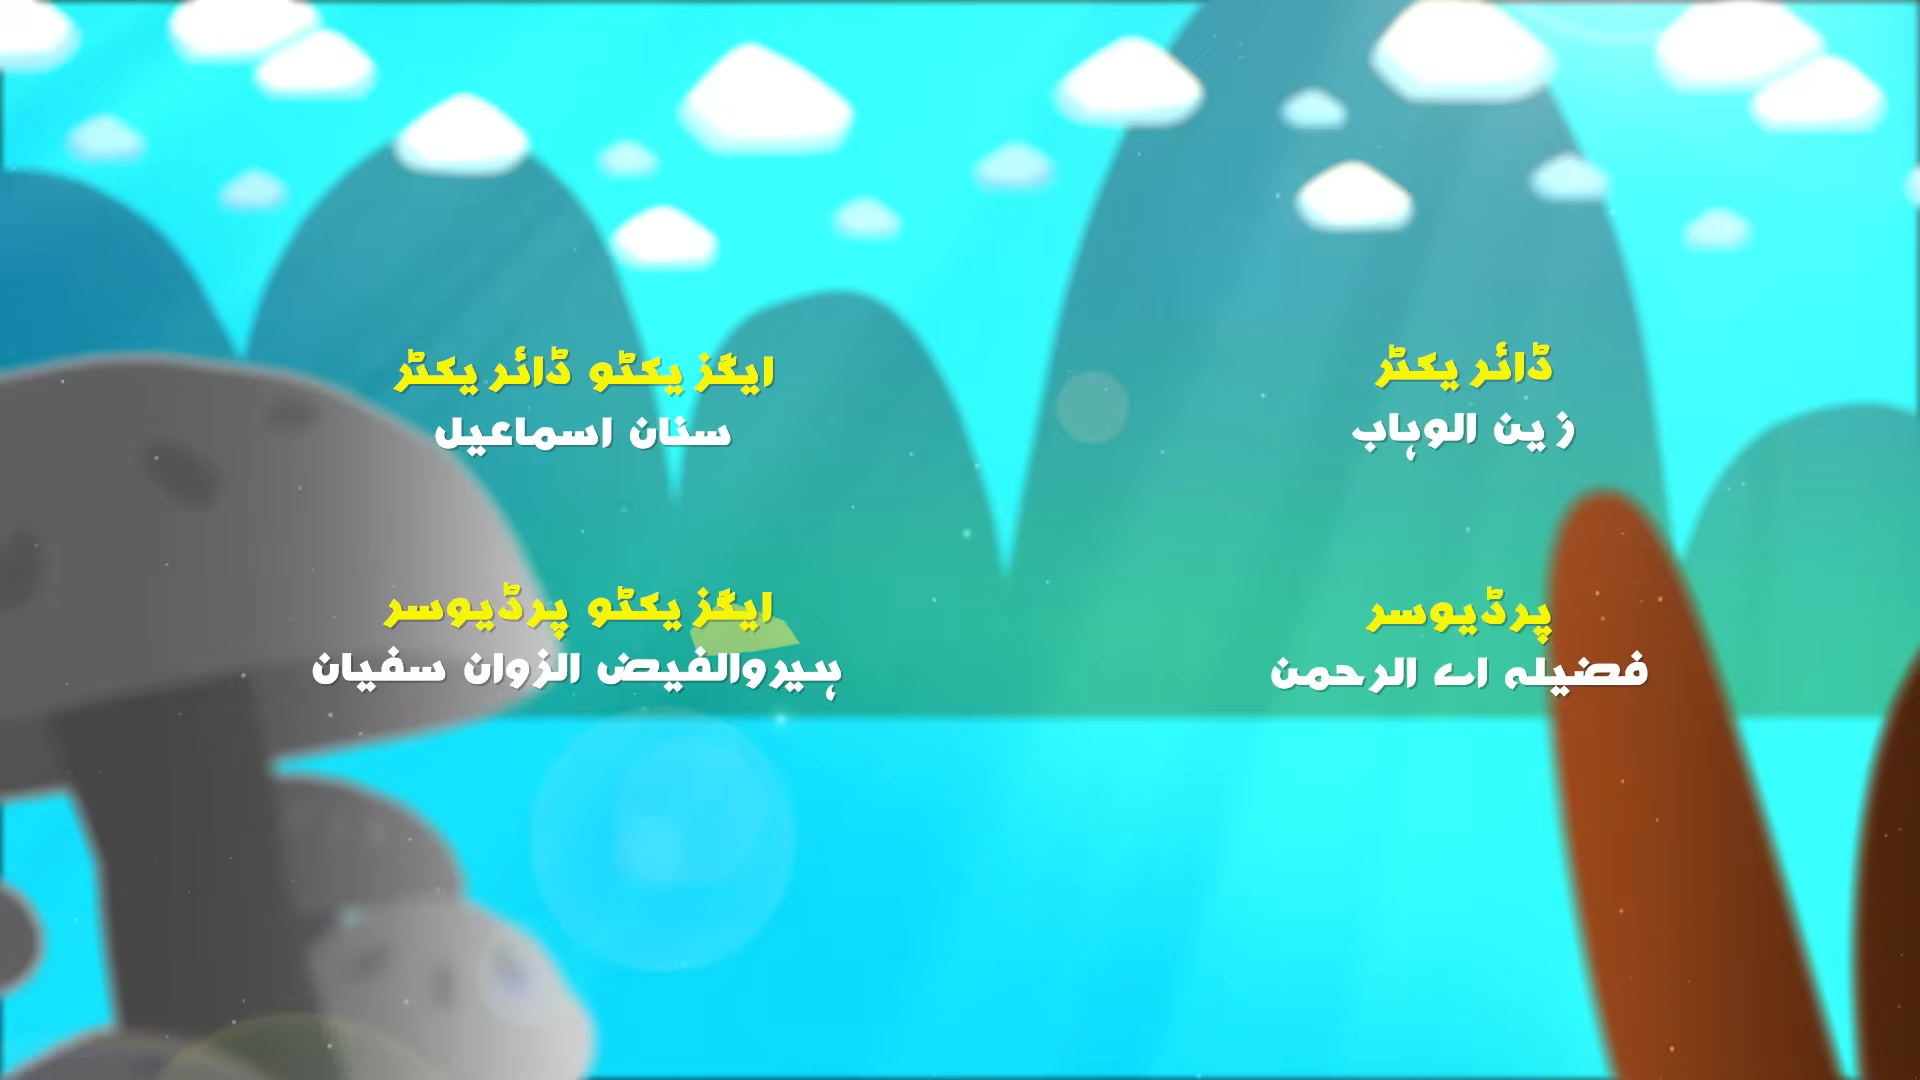 ڈائریکٹر
زین الوہاب
ایگزیکٹو ڈائریکٹر
سنان اسماعیل
پرڈیوسر
فضیلہ اے الرحمن
ایگزیکٹو پرڈیوسر
ہیروالفیض الزوان سفیان